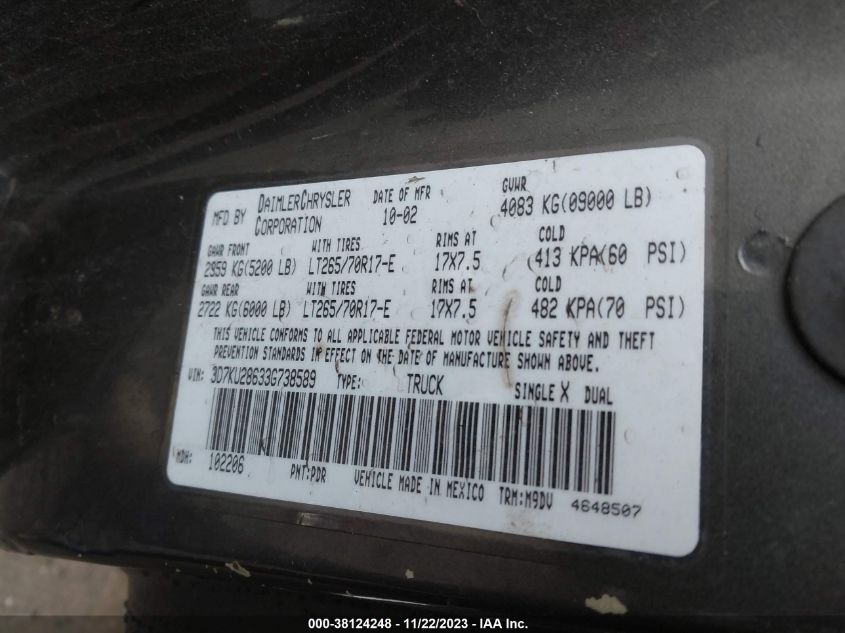 MFD BY DAIMLERCHRYSLER CORPORATION DATE OF MFR 10-02 GVWR 4083 KG(09000 LB)
GAWR FRONT WITH TIRES RIMS AT COLD
2359 KG(5200 LB) LT265/70R17-E 17X7.5 (413 KPA(60 PSI)
GAWR REAR WITH TIRES RIMS AT COLD
2722 KG(6000 LB) LT265/70R17-E 17X7.5 482 KPA(70 PSI)
THIS VEHICLE CONFORMS TO ALL APPLICABLE FEDERAL MOTOR VEHICLE SAFETY AND THEFT
PREVENTION STANDARDS IN EFFECT ON THE DATE OF MANUFACTURE SHOWN ABOVE.
VIN: 3D7KU28633G738589 TYPE: TRUCK SINGLE X DUAL
MDH: 102206 PNT:PDR VEHICLE MADE IN MEXICO TRM:M9DV 4648507
000-38124248 - 11/22/2023 - IAA Inc.